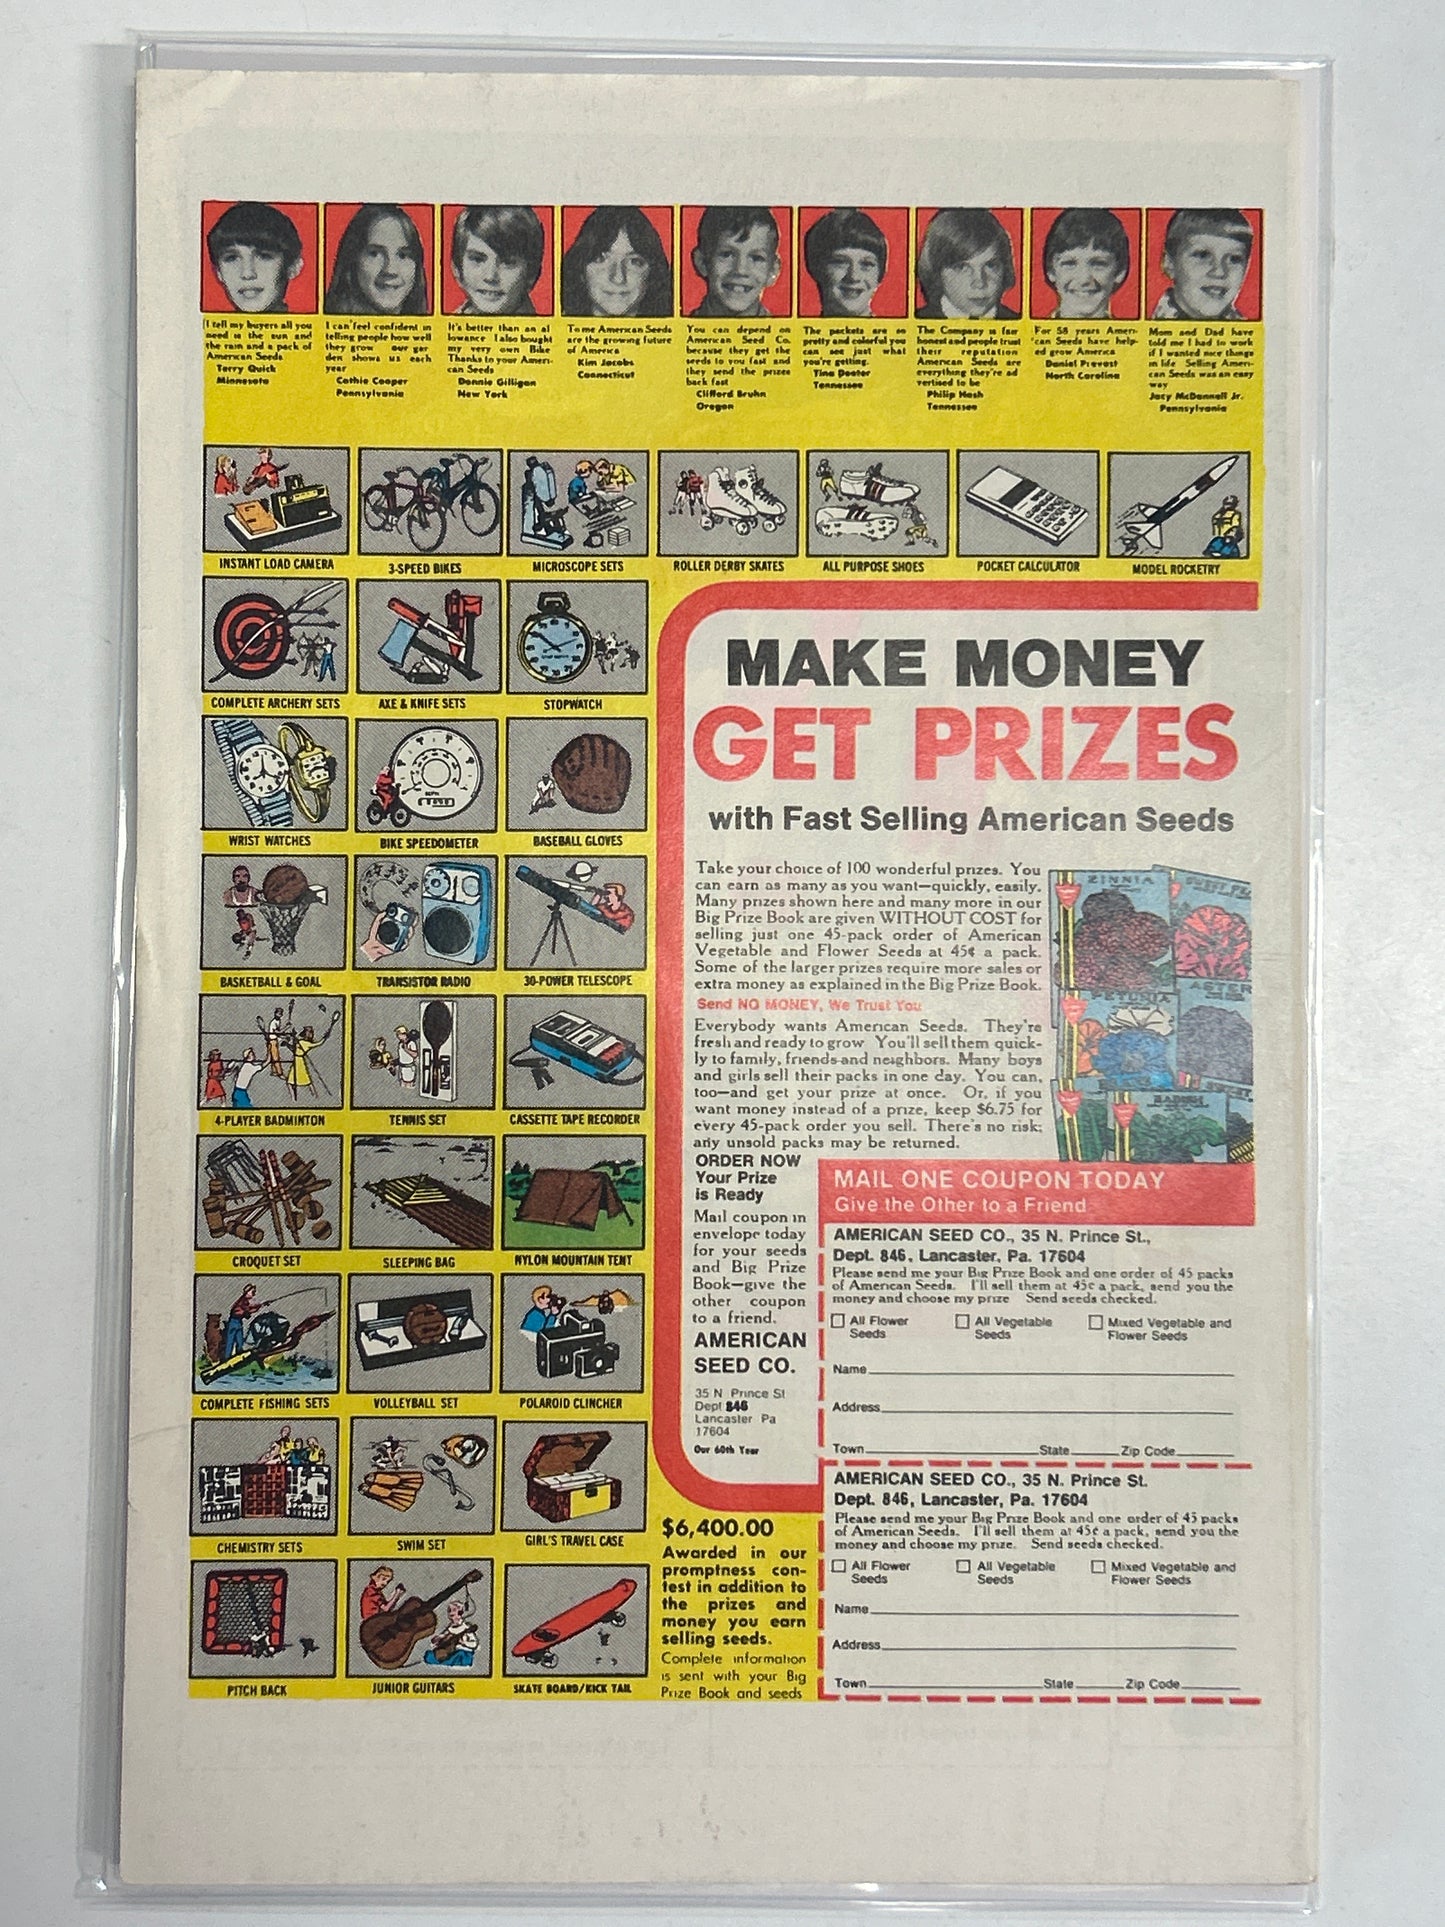 I tell my buyers all you
need is the sun and
the rain and a pack of
American Seeds
Terry Quick
Minnesota
I can feel confident in
telling people how well
they grow our gar
den shows us each
year
Cathie Cooper
Pennsylvania
It's better than an al
lowance I also bought
my very own Bike
Thanks to your Ameri-
can Seeds
Donnie Gilligan
New York
To me American Seeds
are the growing future
of America
Kim Jacobs
Connecticut
You can depend on
American Seed Co.
because they get the
seeds to you fast and
they send the prizes
back fast
Clifford Bruhn
Oregon
The packets are so
pretty and colorful you
can see just what
you're getting.
Tina Deeter
Tennessee
The Company is fair
honest and people trust
their reputation
American Seeds are
everything they're ad
vertised to be
Philip Nash
Tennessee
For 58 years Ameri-
can Seeds have help-
ed grow America
Daniel Prevost
North Carolina
Mom and Dad have
told me I had to work
if I wanted nice things
in life Selling Ameri-
can Seeds was an easy
way
Jacy McDannell Jr.
Pennsylvania
INSTANT LOAD CAMERA
3-SPEED BIKES
MICROSCOPE SETS
ROLLER DERBY SKATES
ALL PURPOSE SHOES
POCKET CALCULATOR
MODEL ROCKETRY
COMPLETE ARCHERY SETS
AXE & KNIFE SETS
STOPWATCH
WRIST WATCHES
BIKE SPEEDOMETER
BASEBALL GLOVES
BASKETBALL & GOAL
TRANSISTOR RADIO
30-POWER TELESCOPE
4-PLAYER BADMINTON
TENNIS SET
CASSETTE TAPE RECORDER
CROQUET SET
SLEEPING BAG
NYLON MOUNTAIN TENT
COMPLETE FISHING SETS
VOLLEYBALL SET
POLAROID CLINCHER
CHEMISTRY SETS
SWIM SET
GIRL'S TRAVEL CASE
PITCH BACK
JUNIOR GUITARS
SKATE BOARD/KICK TAIL
MAKE MONEY
GET PRIZES
with Fast Selling American Seeds
Take your choice of 100 wonderful prizes. You
can earn as many as you want—quickly, easily.
Many prizes shown here and many more in our
Big Prize Book are given WITHOUT COST for
selling just one 45-pack order of American
Vegetable and Flower Seeds at 45¢ a pack.
Some of the larger prizes require more sales or
extra money as explained in the Big Prize Book.
Send NO MONEY, We Trust You
Everybody wants American Seeds. They're
fresh and ready to grow You'll sell them quick-
ly to family, friends and neighbors. Many boys
and girls sell their packs in one day. You can,
too—and get your prize at once. Or, if you
want money instead of a prize, keep $6.75 for
every 45-pack order you sell. There's no risk;
any unsold packs may be returned.
ZINNIA
ASTER
PETUNIA
RADISH
ORDER NOW
Your Prize
is Ready
Mail coupon in
envelope today
for your seeds
and Big Prize
Book—give the
other coupon
to a friend.
AMERICAN
SEED CO.
35 N Prince St
Dept 846
Lancaster Pa
17604
Our 60th Year
$6,400.00
Awarded in our
promptness con-
test in addition to
the prizes and
money you earn
selling seeds.
Complete information
is sent with your Big
Prize Book and seeds
MAIL ONE COUPON TODAY
Give the Other to a Friend
AMERICAN SEED CO., 35 N. Prince St.,
Dept. 846, Lancaster, Pa. 17604
Please send me your Big Prize Book and one order of 45 packs
of American Seeds. I'll sell them at 45¢ a pack, send you the
money and choose my prize Send seeds checked.
All Flower
Seeds
All Vegetable
Seeds
Mixed Vegetable and
Flower Seeds
Name
Address
Town State Zip Code
AMERICAN SEED CO., 35 N. Prince St.
Dept. 846, Lancaster, Pa. 17604
Please send me your Big Prize Book and one order of 45 packs
of American Seeds. I'll sell them at 45¢ a pack, send you the
money and choose my prize. Send seeds checked.
All Flower
Seeds
All Vegetable
Seeds
Mixed Vegetable and
Flower Seeds
Name
Address
Town State Zip Code